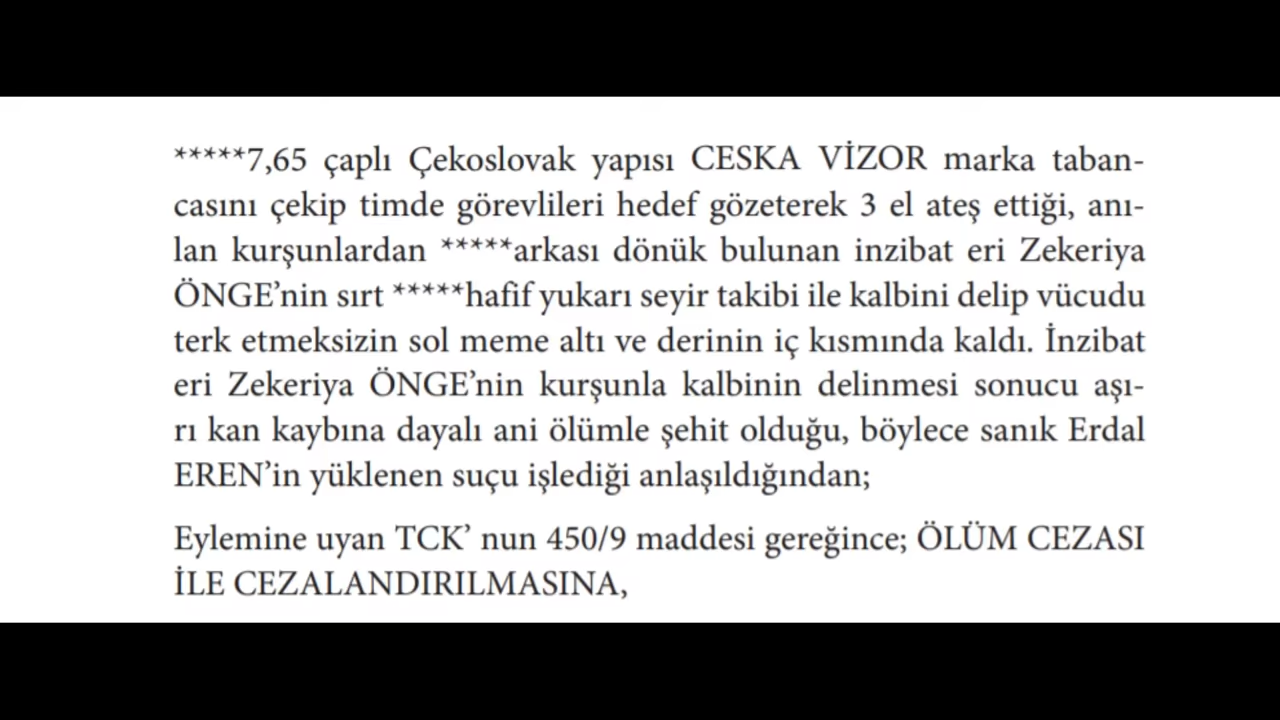 *****7,65 çaplı Çekoslovak yapısı CESKA VİZOR marka taban-
casını çekip timde görevlileri hedef gözeterek 3 el ateş ettiği, anı-
lan kurşunlardan *****arkası dönük bulunan inzibat eri Zekeriya
ÖNGE’nin sırt *****hafif yukarı seyir takibi ile kalbini delip vücudu
terk etmeksizin sol meme altı ve derinin iç kısmında kaldı. İnzibat
eri Zekeriya ÖNGE’nin kurşunla kalbinin delinmesi sonucu aşı-
rı kan kaybına dayalı ani ölümle şehit olduğu, böylece sanık Erdal
EREN’in yüklenen suçu işlediği anlaşıldığından;
Eylemine uyan TCK’ nun 450/9 maddesi gereğince; ÖLÜM CEZASI
İLE CEZALANDIRILMASINA,